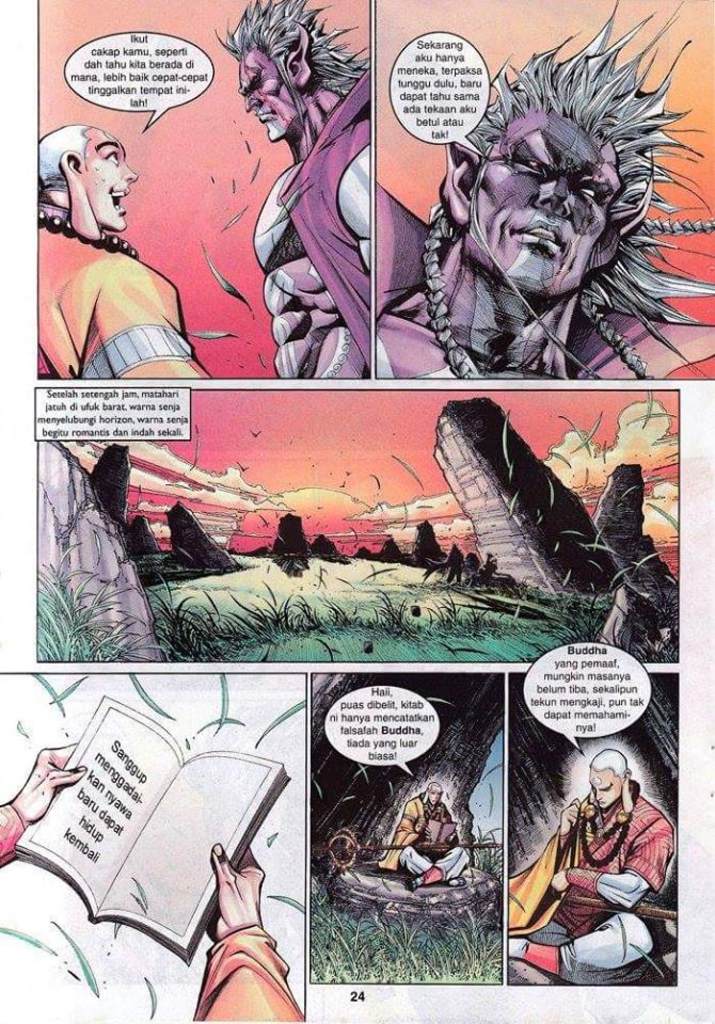 Ikut
cakap kamu, seperti
dah tahu kita berada di
mana, lebih baik cepat-cepat
tinggalkan tempat ini-
lah!
Sekarang
aku hanya
meneka, terpaksa
tunggu dulu, baru
dapat tahu sama
ada tekaan aku
betul atau
tak!
Setelah setengah jam, matahari
jatuh di ufuk barat, warna senja
menyelubungi horizon, warna senja
begitu romantis dan indah sekali.
Sanggup
menggadai-
kan nyawa
baru dapat
hidup
kembali
Haii,
puas dibelit, kitab
ni hanya mencatatkan
falsafah Buddha,
tiada yang luar
biasa!
Buddha
yang pemaaf,
mungkin masanya
belum tiba, sekalipun
tekun mengkaji, pun tak
dapat memahami-
nya!
24